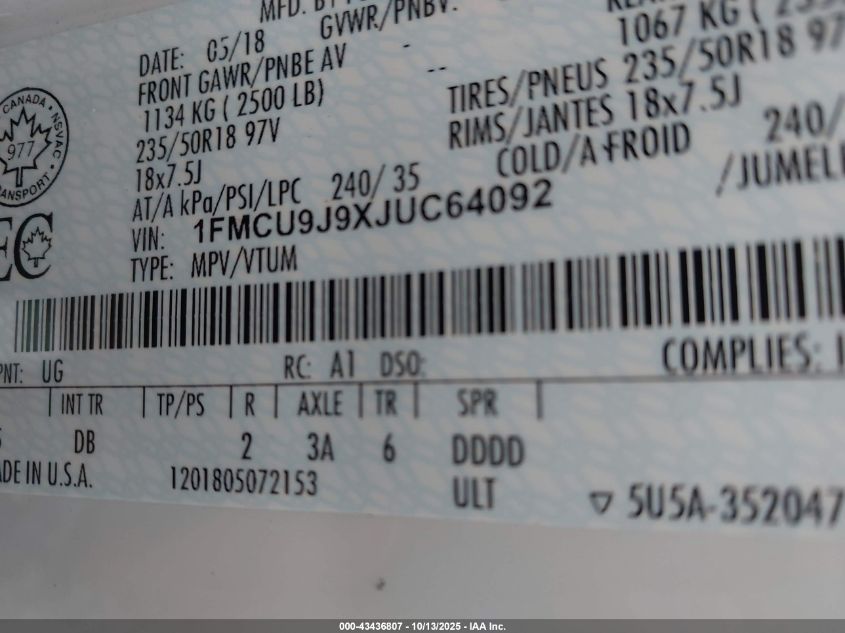 MFD. BY
GVWR/PNBV:
DATE: 05/18
FRONT GAWR/PNBE AV
1134 KG ( 2500 LB)
1067 KG (
235/50R18 97V
TIRES/PNEUS 235/50R18 97
18x7.5J
RIMS/JANTES 18x7.5J
AT/A kPa/PSI/LPC 240/ 35
COLD/A FROID 240/
VIN: 1FMCU9J9XJUC64092
/JUMEL
TYPE: MPV/VTUM
CANADA
NSVAC
977
TRANSPORT
EC
PNT: UG
RC: A1 DSO:
COMPLIES:
INT TR TP/PS R AXLE TR SPR
DB 2 3A 6 DDDD
ADE IN U.S.A.
1201805072153
ULT
5U5A-352047
000-43436807 - 10/13/2025 - IAA Inc.